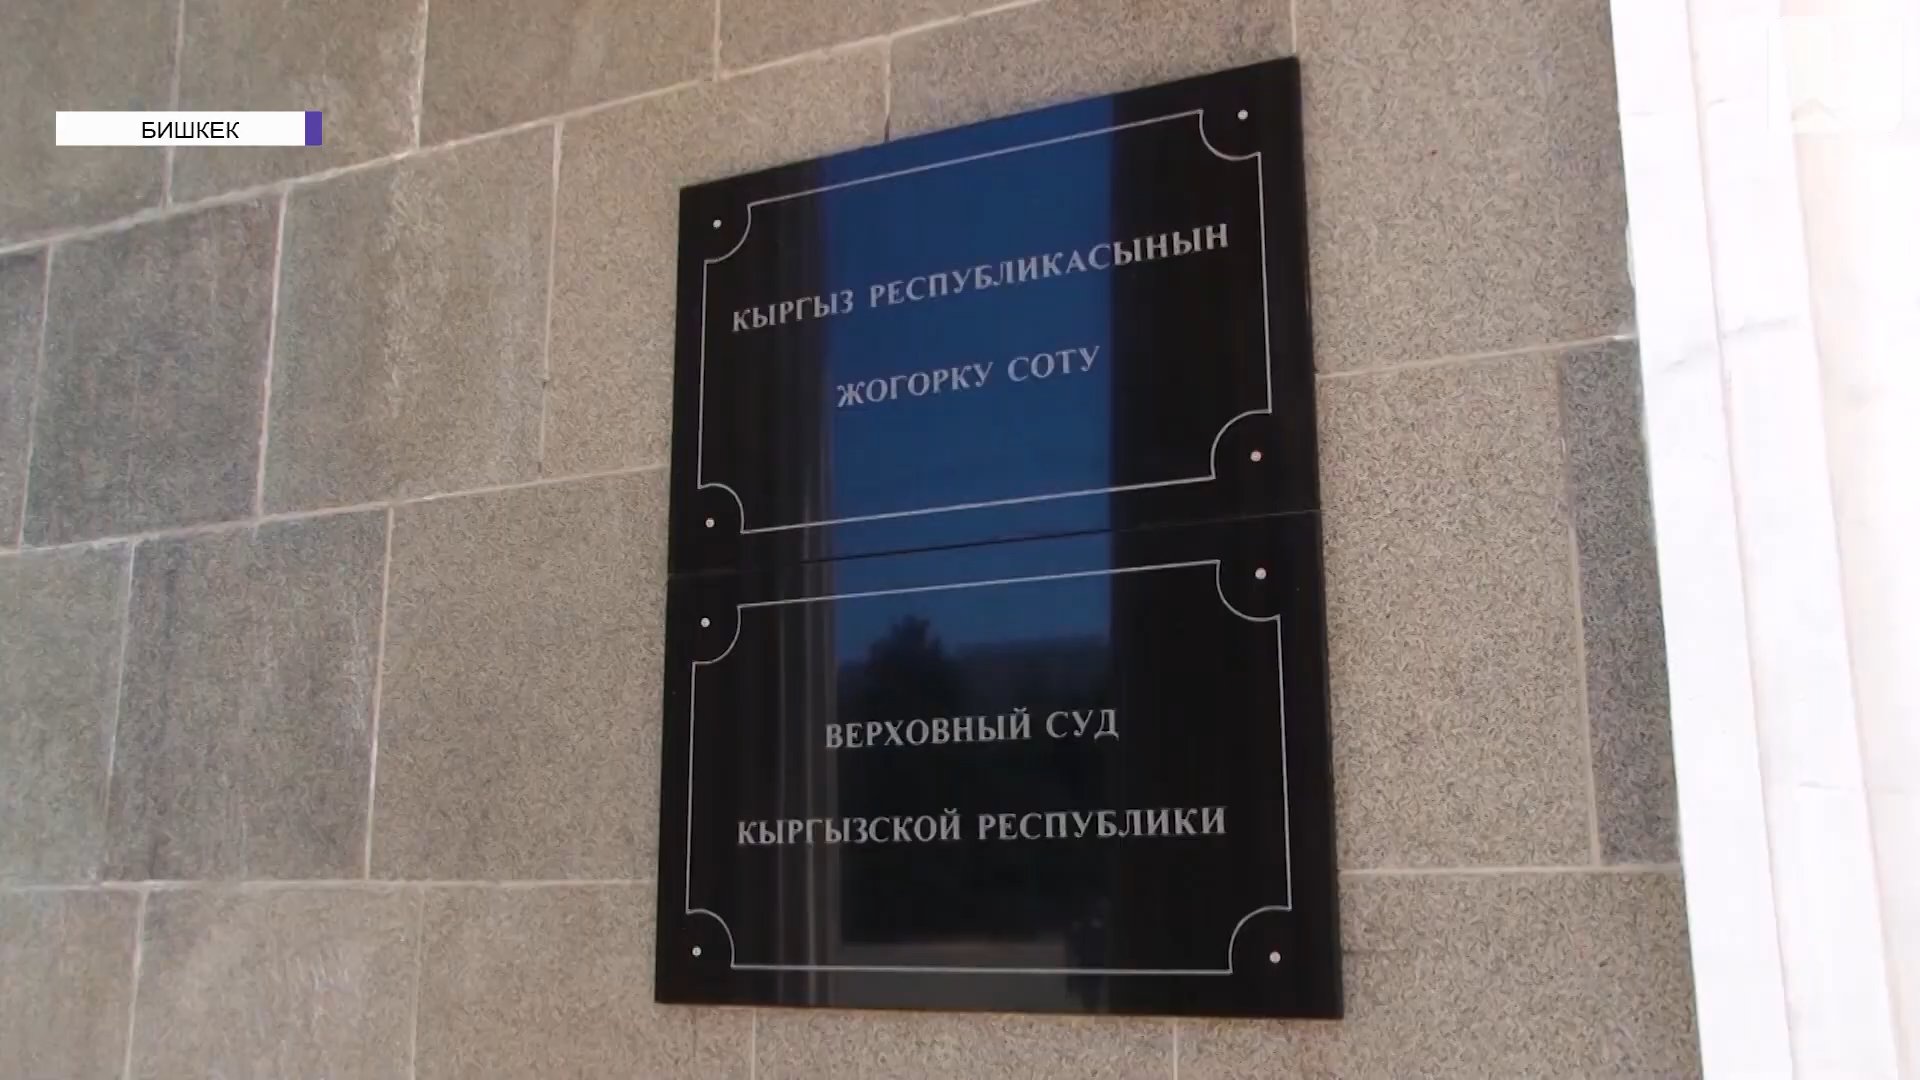 БИШКЕК
КЫРГЫЗ РЕСПУБЛИКАСЫНЫН
ЖОГОРКУ СОТУ
ВЕРХОВНЫЙ СУД
КЫРГЫЗСКОЙ РЕСПУБЛИКИ